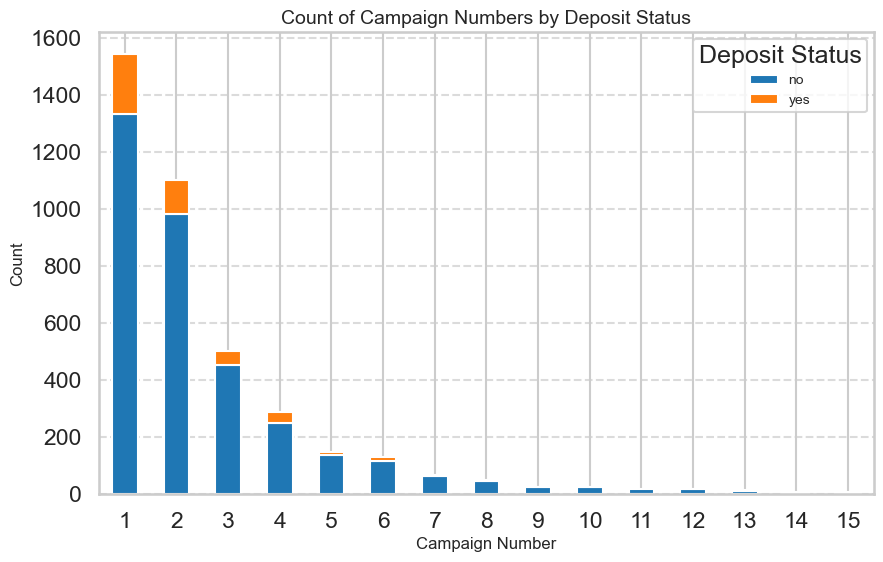 Count of Campaign Numbers by Deposit Status
Deposit Status
no
yes
Count
1600
1400
1200
1000
800
600
400
200
0
1 2 3 4 5 6 7 8 9 10 11 12 13 14 15
Campaign Number